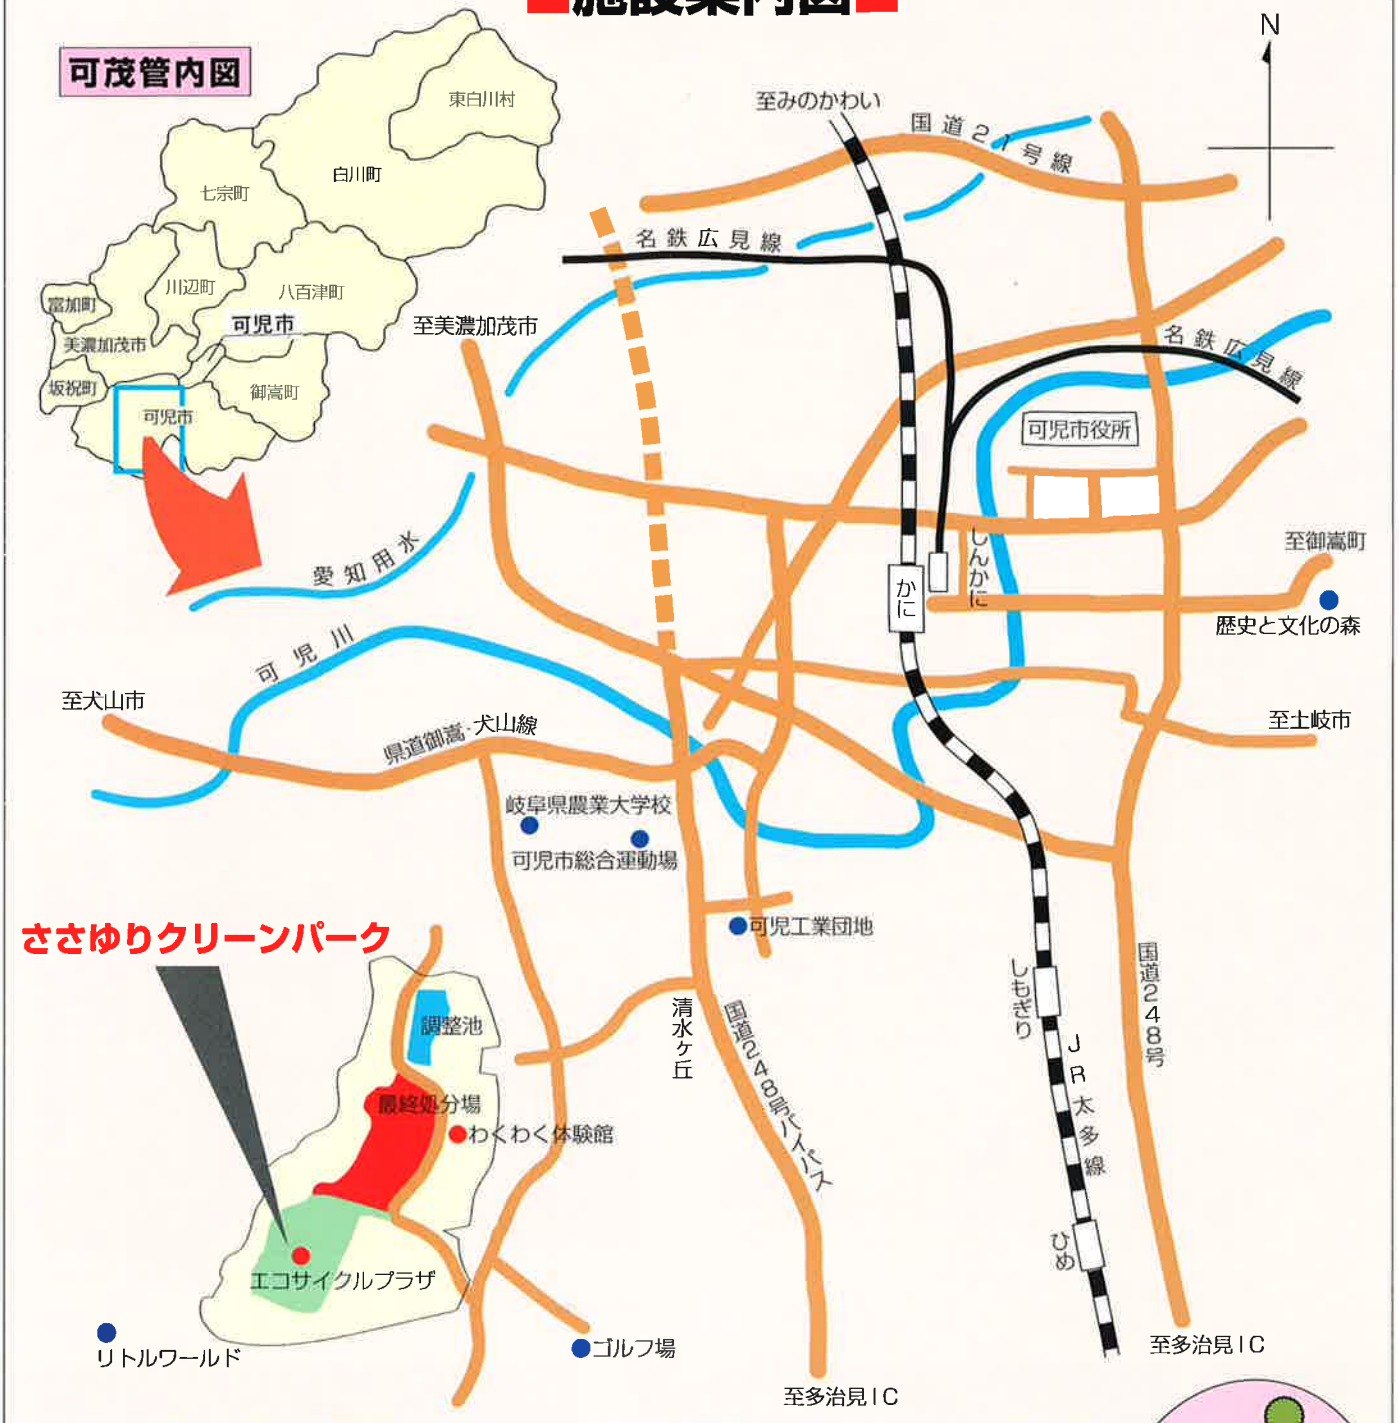 施設案内図
可茂管内図
N
東白川村
至みのかわい
国道21号線
白川町
七宗町
名鉄広見線
川辺町
八百津町
富加町
可児市
至美濃加茂市
美濃加茂市
名鉄広見線
坂祝町
御嵩町
可児市
可児市役所
愛知用水
しんかに
至御嵩町
かに
歴史と文化の森
可児川
至犬山市
至土岐市
県道御嵩・犬山線
岐阜県農業大学校
可児市総合運動場
ささゆりクリーンパーク
可児工業団地
国道248号
しもぎり
清水ヶ丘
国道248号バイパス
調整池
JR太多線
最終処分場
わくわく体験館
ひめ
エコサイクルプラザ
リトルワールド
ゴルフ場
至多治見IC
至多治見IC